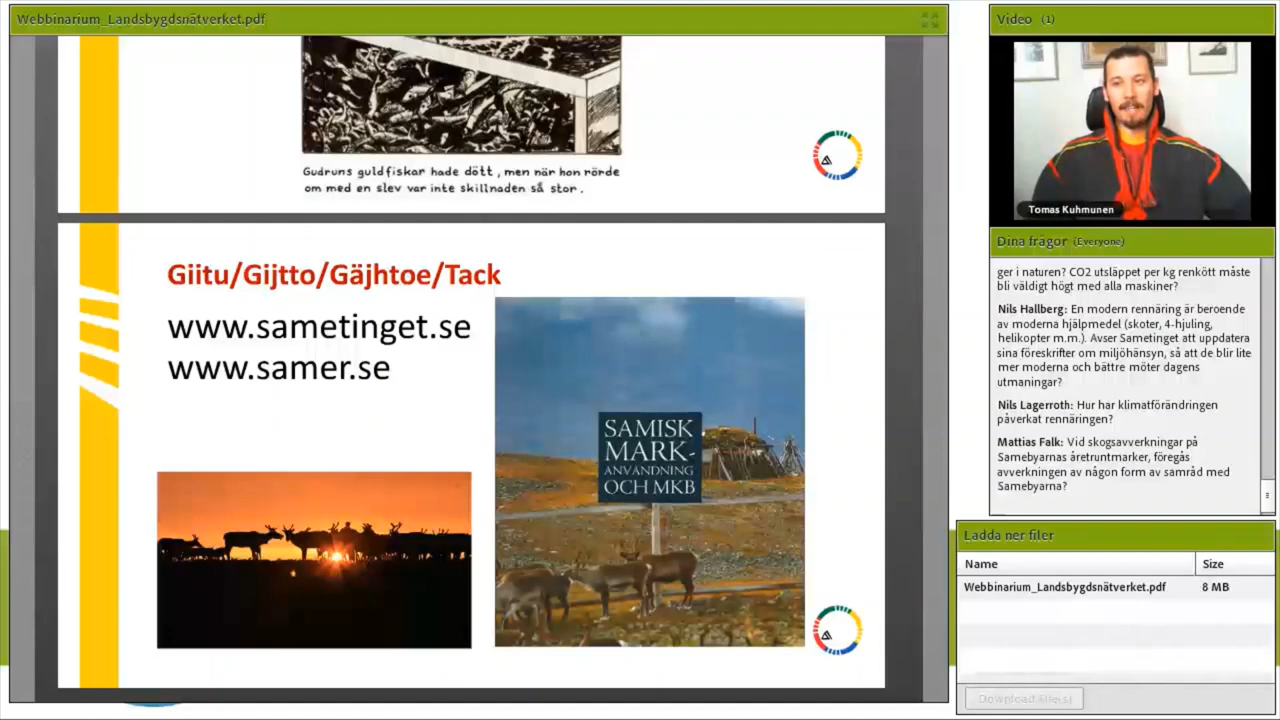 Webbinarium_Landsbygdsnätverket.pdf
Gudruns guldfiskar hade dött, men när hon rörde
om med en slev var inte skillnaden så stor.
Giitu/Gijtto/Gäjhtoe/Tack
www.sametinget.se
www.samer.se
SAMISK
MARK-
ANVÄNDNING
OCH MKB
Video (1)
Tomas Kuhmunen
Dina frågor (Everyone)
ger i naturen? CO2 utsläppet per kg renkött måste
bli väldigt högt med alla maskiner?
Nils Hallberg: En modern rennäring är beroende
av moderna hjälpmedel (skoter, 4-hjuling,
helikopter m.m.). Avser Sametinget att uppdatera
sina föreskrifter om miljöhänsyn, så att de blir lite
mer moderna och bättre möter dagens
utmaningar?
Nils Lagerroth: Hur har klimatförändringen
påverkat rennäringen?
Mattias Falk: Vid skogsavverkningar på
Samebyarnas åretruntmarker, föregås
avverkningen av någon form av samråd med
Samebyarna?
Ladda ner filer
Name Size
Webbinarium_Landsbygdsnätverket.pdf 8 MB
Download File(s)